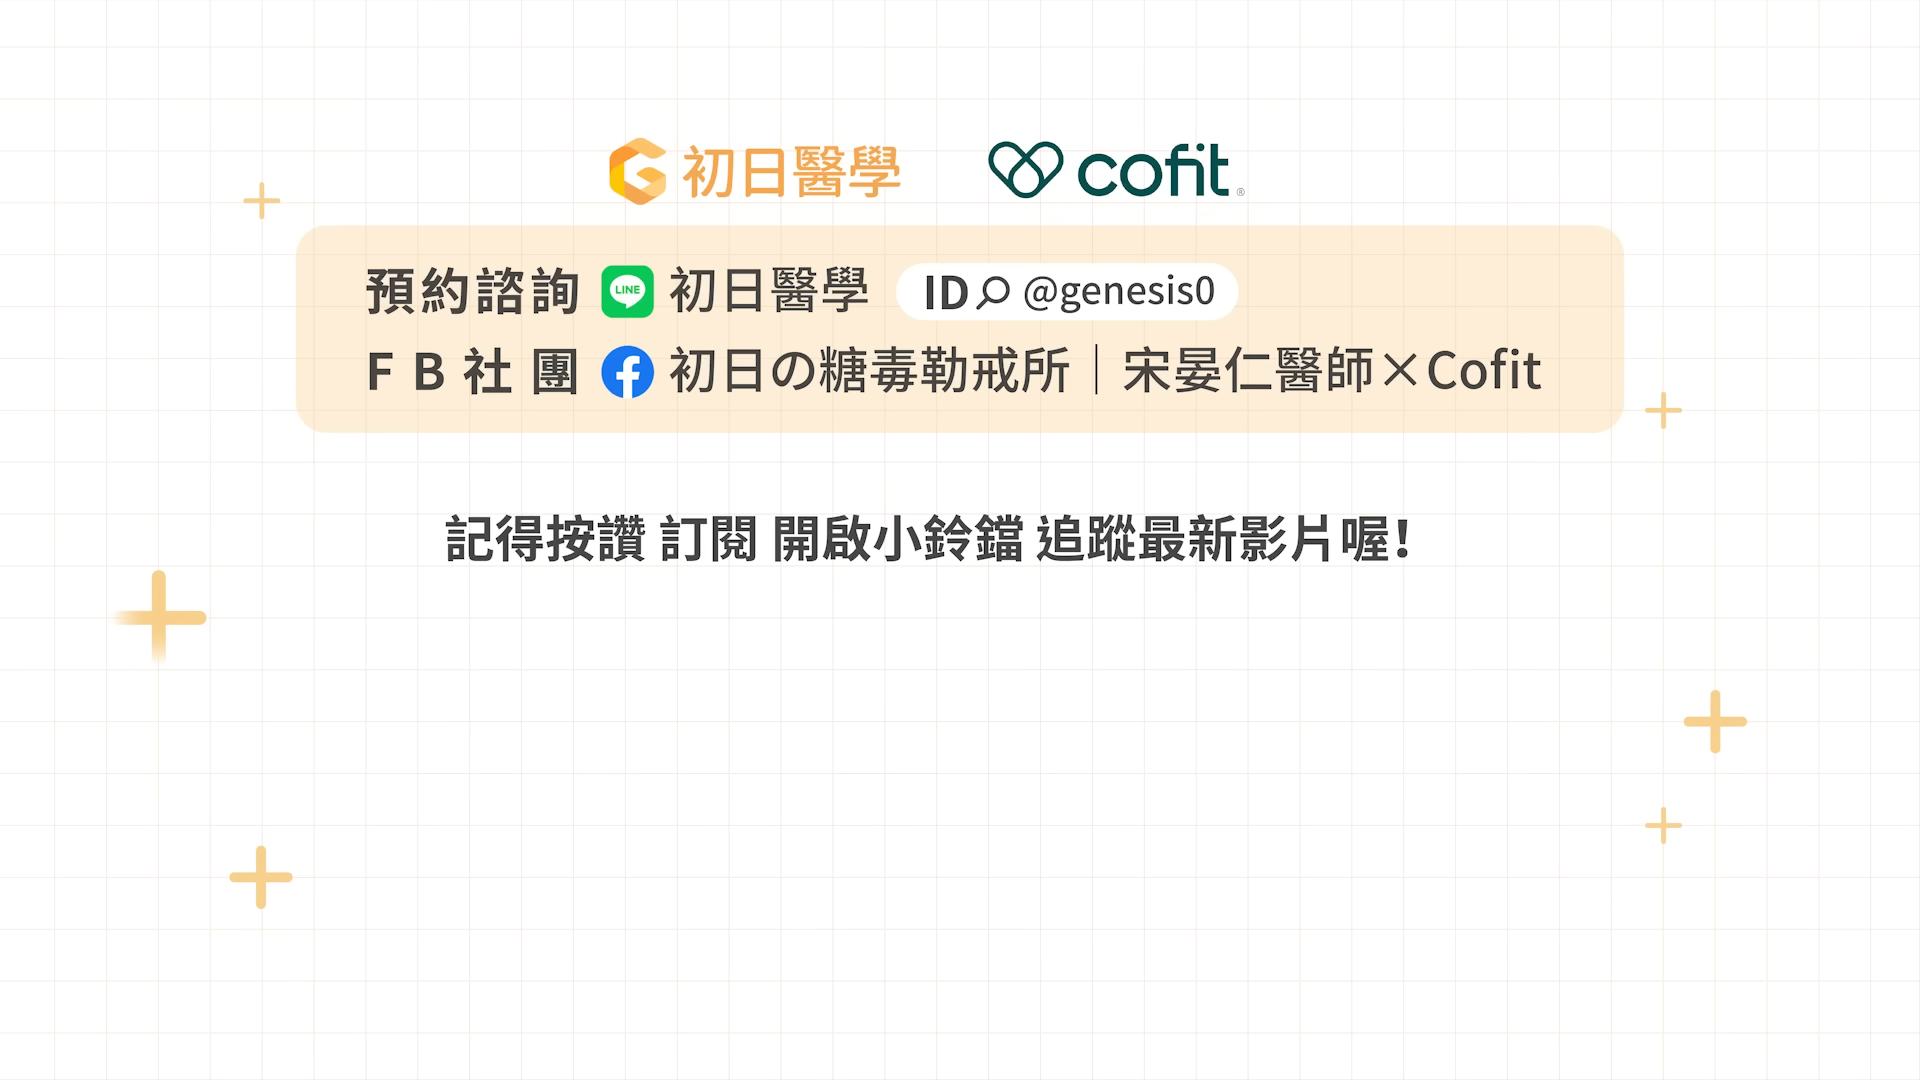 初日醫學 cofit®
預約諮詢 LINE 初日醫學 ID @genesis0
FB社團 初日の糖毒勒戒所｜宋晏仁醫師×Cofit
記得按讚 訂閱 開啟小鈴鐺 追蹤最新影片喔!